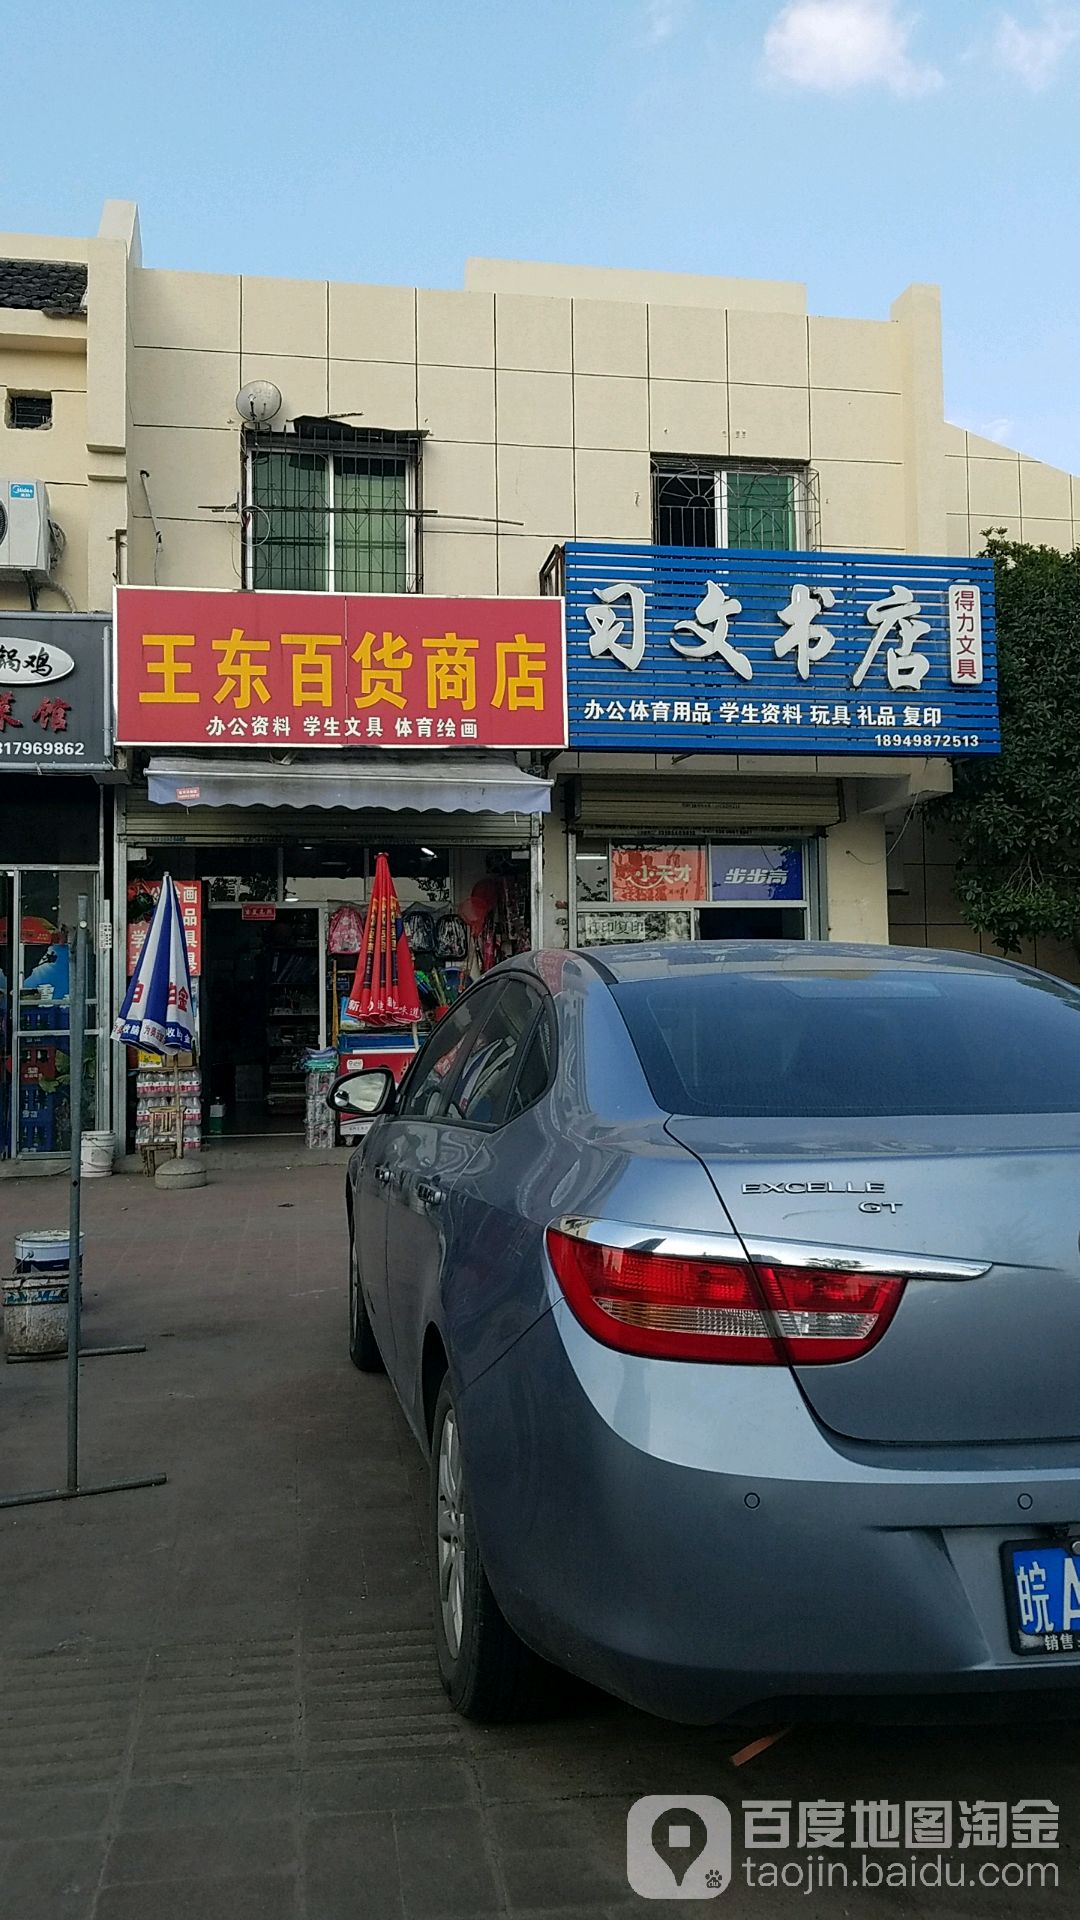 Midea
锅鸡
菜馆
817969862
王东百货商店
办公资料 学生文具 体育绘画
习文书店
得力文具
办公体育用品 学生资料 玩具 礼品 复印
18949872513
小天才
步步高
打印复印
EXCELLE
GT
皖A
销售:
百度地图淘金
taojin.baidu.com